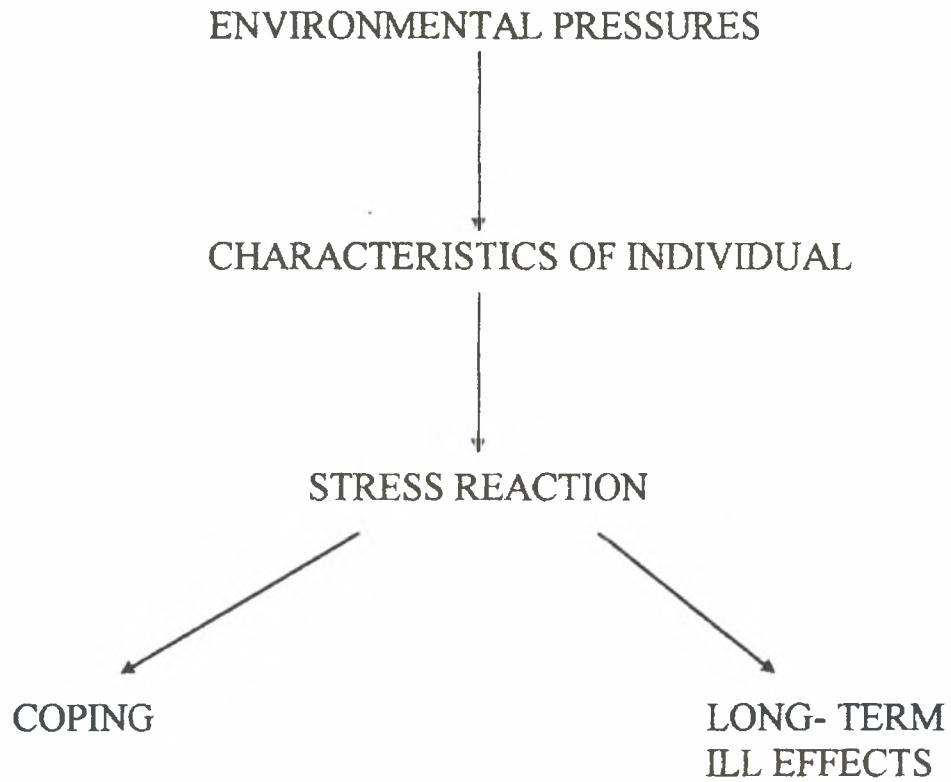 ENVIRONMENTAL PRESSURES
CHARACTERISTICS OF INDIVIDUAL
STRESS REACTION
COPING
LONG- TERM
ILL EFFECTS